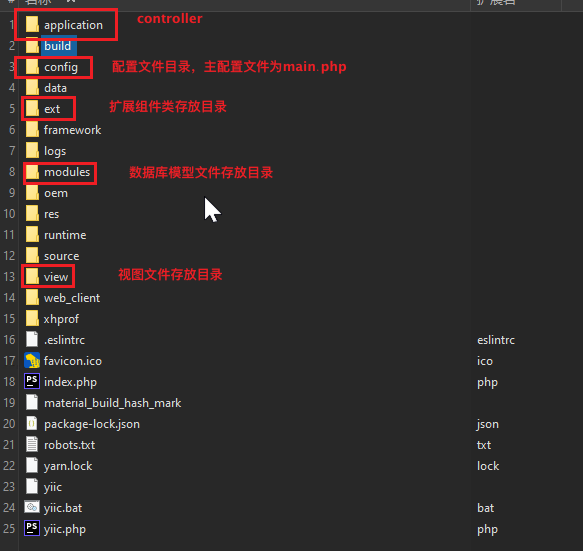 1 application controller
2 build
3 config 配置文件目录，主配置文件为main.php
4 data
5 ext 扩展组件类存放目录
6 framework
7 logs
8 modules 数据库模型文件存放目录
9 oem
10 res
11 runtime
12 source
13 view 视图文件存放目录
14 web_client
15 xhprof
16 .eslintrc eslintrc
17 favicon.ico ico
18 index.php php
19 material_build_hash_mark
20 package-lock.json json
21 robots.txt txt
22 yarn.lock lock
23 yiic
24 yiic.bat bat
25 yiic.php php